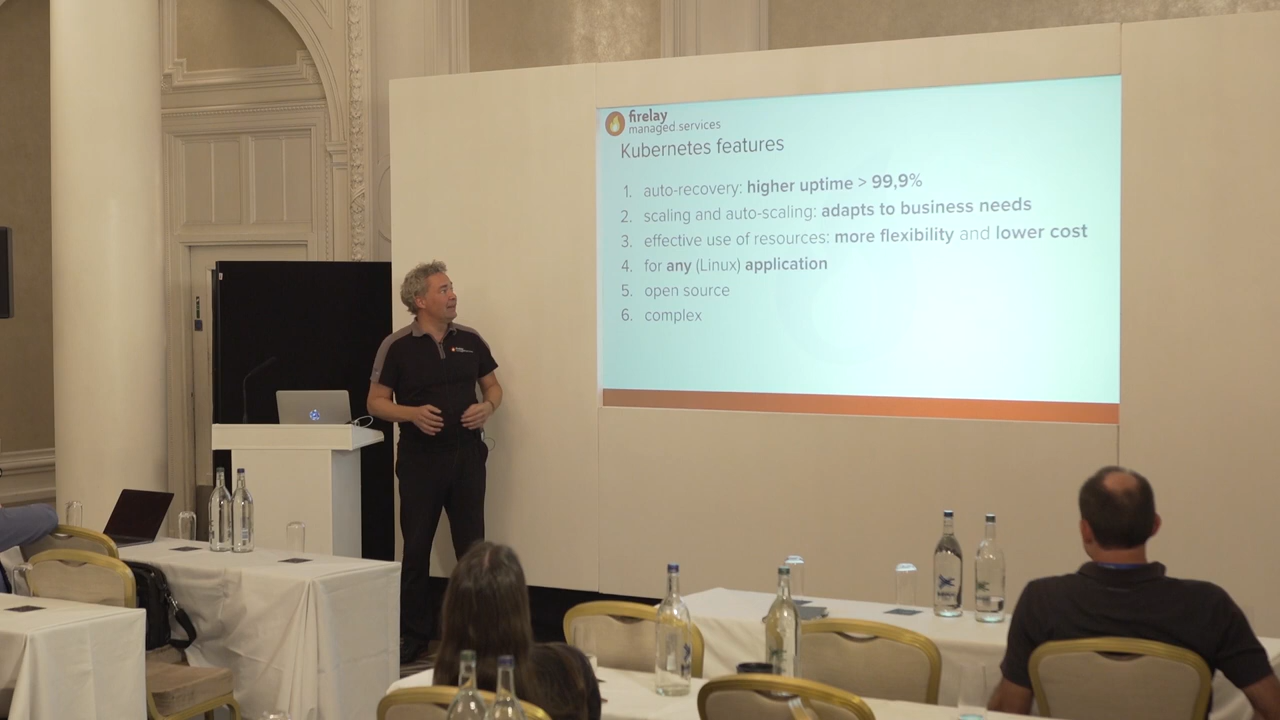 firelay
managed services
Kubernetes features
1. auto-recovery: higher uptime > 99,9%
2. scaling and auto-scaling: adapts to business needs
3. effective use of resources: more flexibility and lower cost
4. for any (Linux) application
5. open source
6. complex